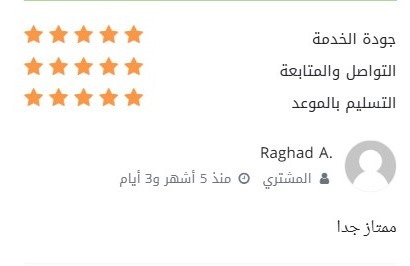 جودة الخدمة
التواصل والمتابعة
التسليم بالموعد
Raghad A.
المشتري منذ 5 أشهر و3 أيام
ممتاز جدا